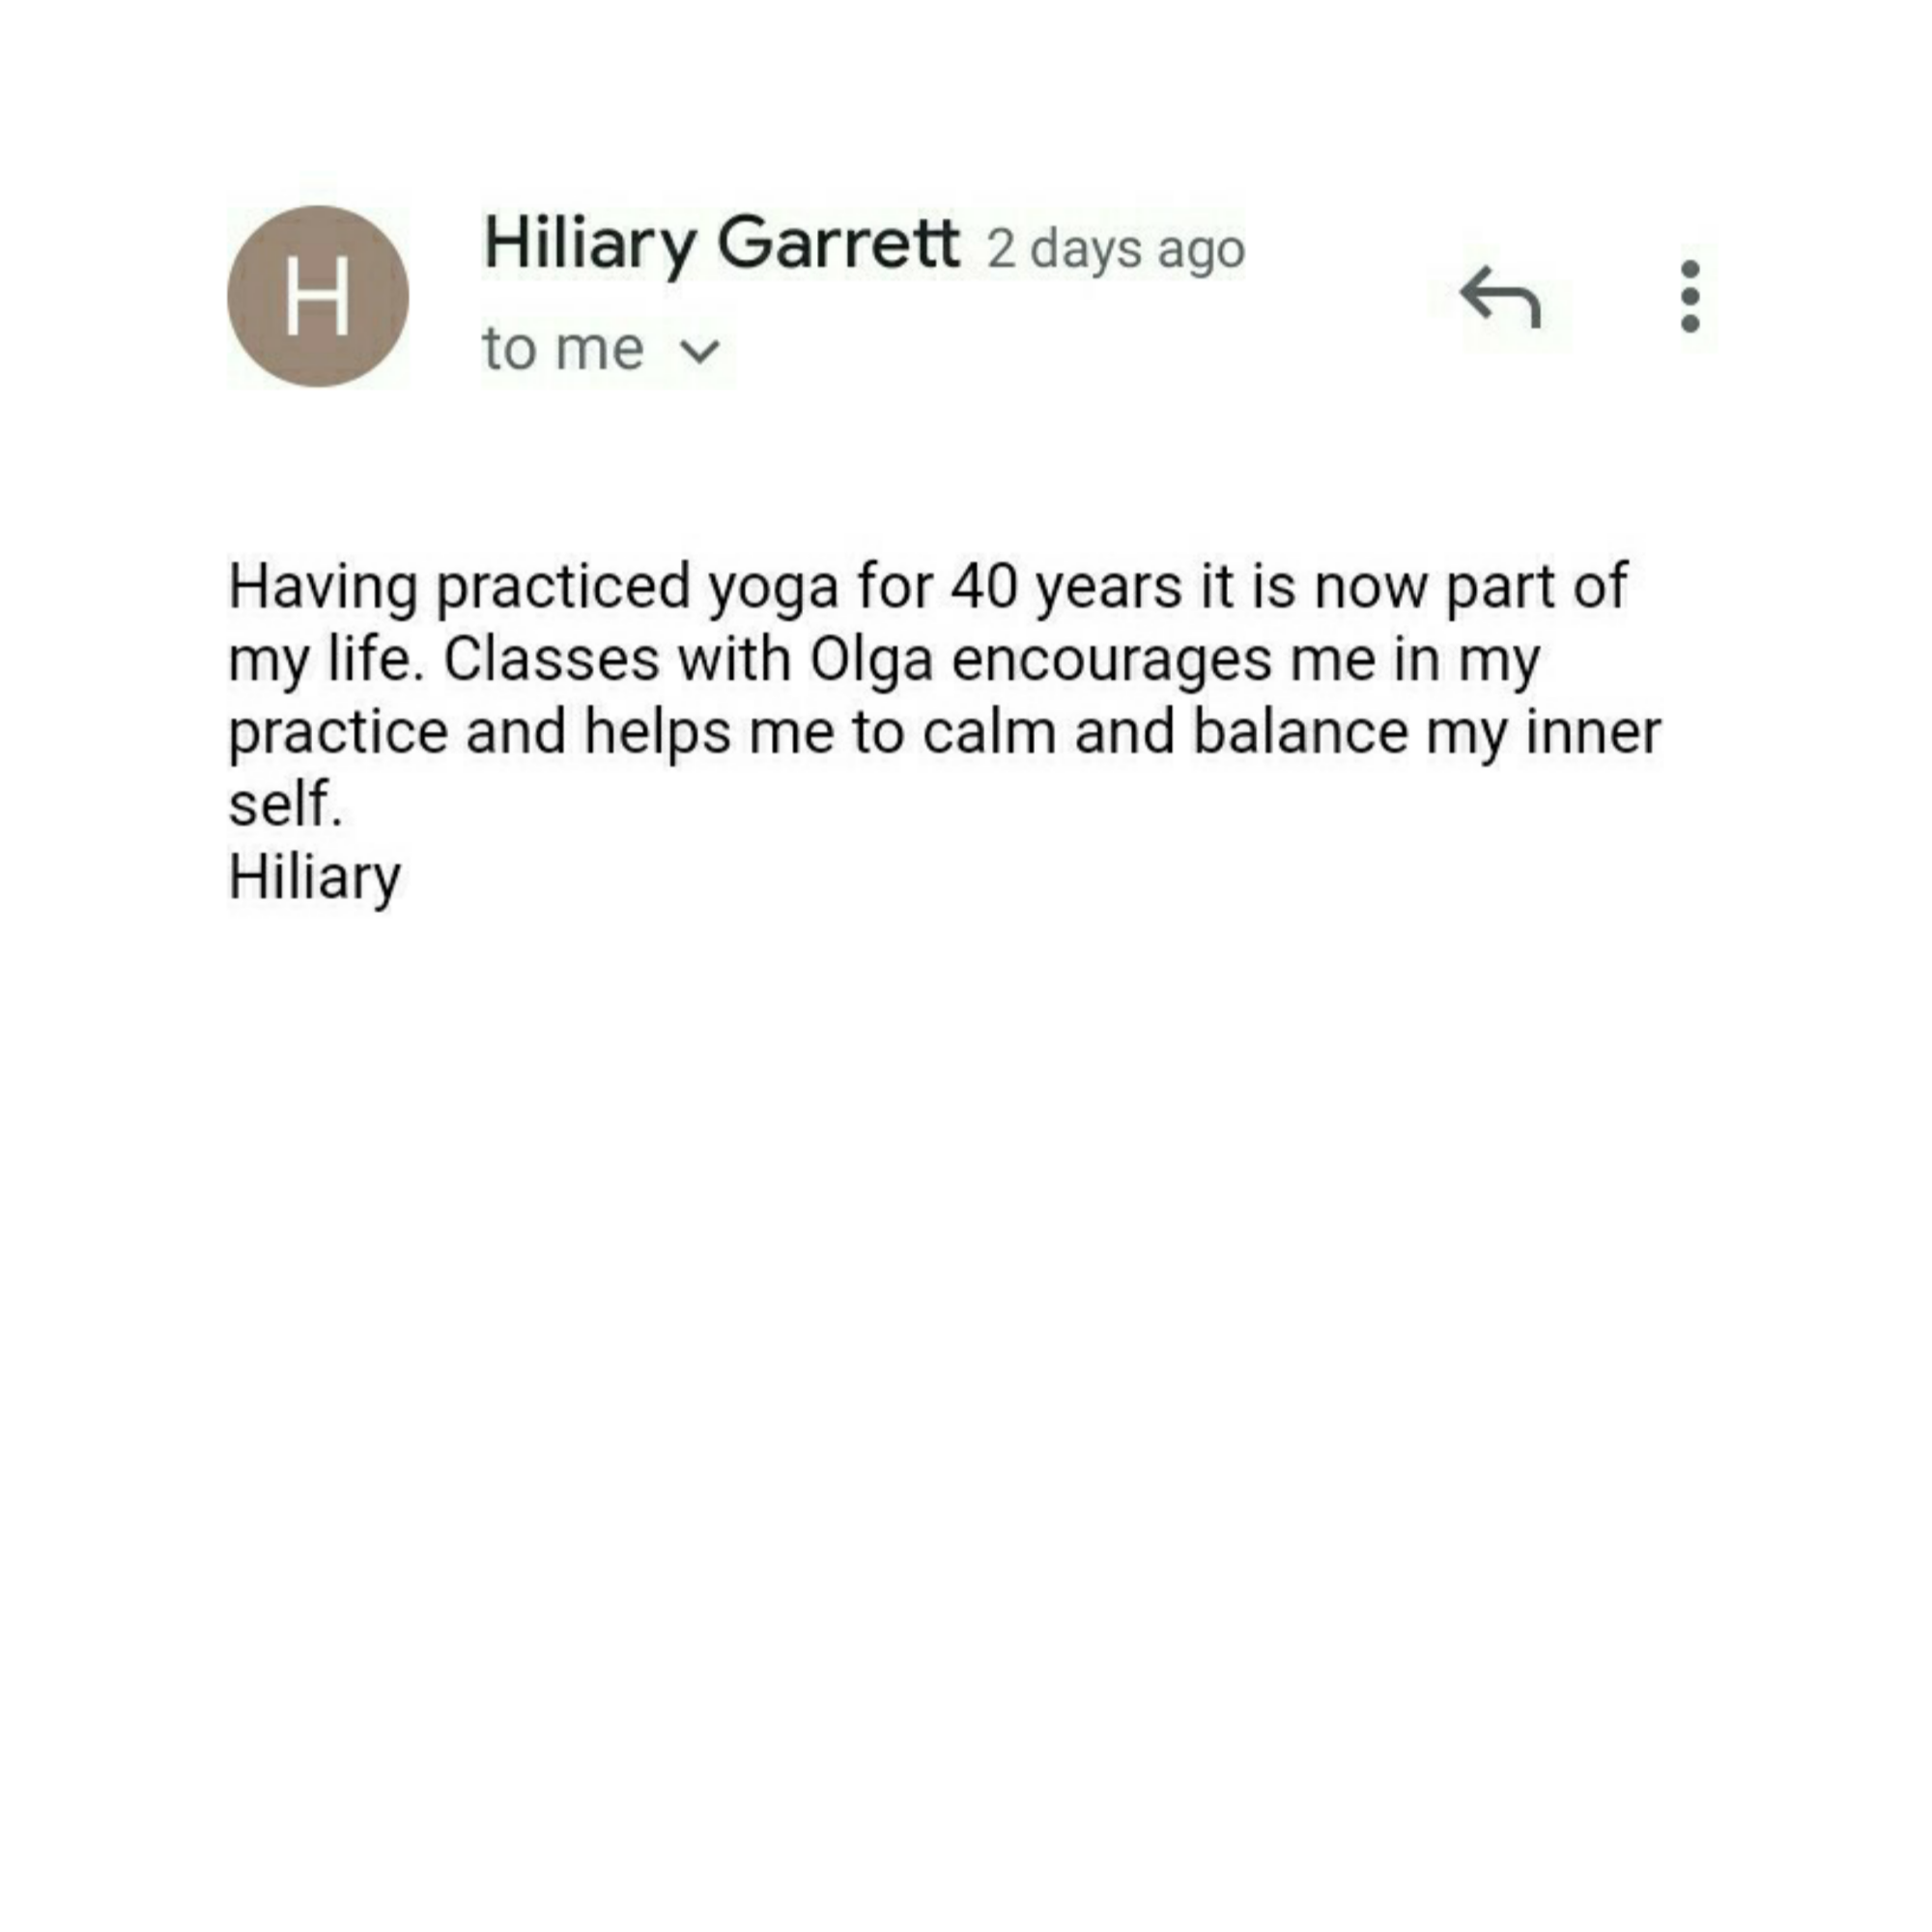 H
Hiliary Garrett 2 days ago
to me
Having practiced yoga for 40 years it is now part of
my life. Classes with Olga encourages me in my
practice and helps me to calm and balance my inner
self.
Hiliary